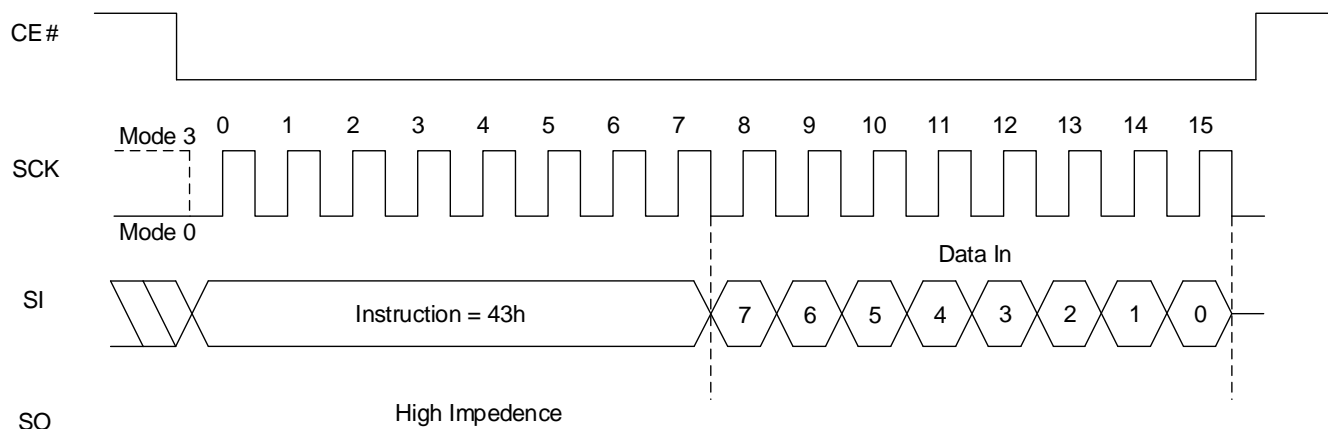 CE#
0 1 2 3 4 5 6 7 8 9 10 11 12 13 14 15
Mode 3
SCK
Mode 0
Data In
SI
Instruction = 43h
7 6 5 4 3 2 1 0
High Impedence
SO